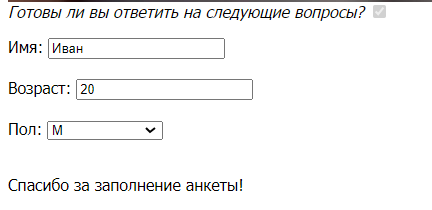 Готовы ли вы ответить на следующие вопросы?
Имя: Иван
Возраст: 20
Пол: М
Спасибо за заполнение анкеты!